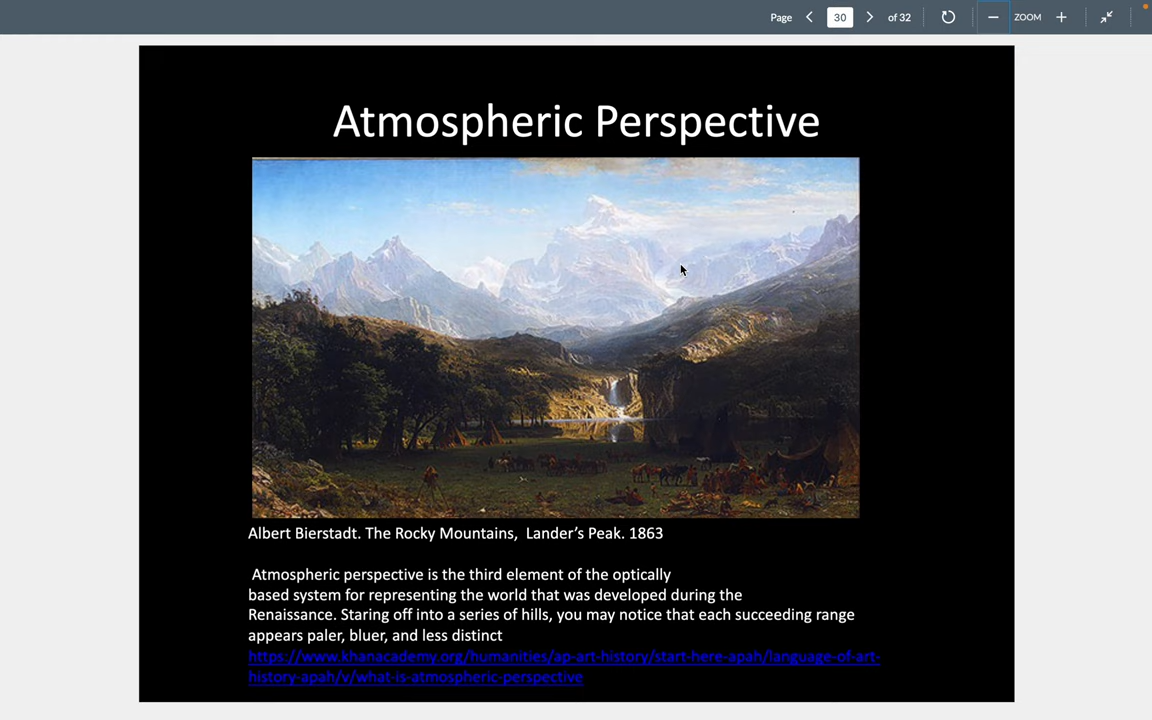 Page 30 of 32 ZOOM
Atmospheric Perspective
Albert Bierstadt. The Rocky Mountains,  Lander’s Peak. 1863
Atmospheric perspective is the third element of the optically
based system for representing the world that was developed during the
Renaissance. Staring off into a series of hills, you may notice that each succeeding range
appears paler, bluer, and less distinct
https://www.khanacademy.org/humanities/ap-art-history/start-here-apah/language-of-art-
history-apah/v/what-is-atmospheric-perspective